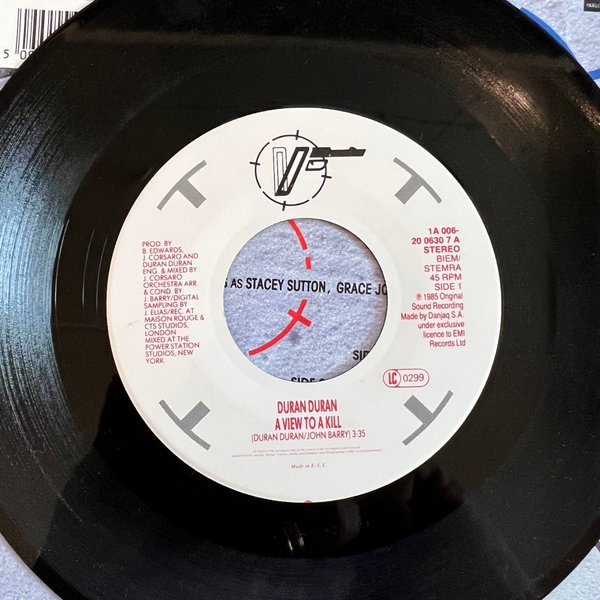 5 0
PROD. BY
B. EDWARDS,
J. CORSARO AND
DURAN DURAN
ENG. & MIXED BY
J. CORSARO
ORCHESTRA ARR
& COND. BY
J. BARRY/DIGITAL
SAMPLING BY
J. ELIAS/REC. AT
MAISON ROUGE &
CTS STUDIOS,
LONDON
MIXED AT THE
POWER STATION
STUDIOS, NEW
YORK
1A 006-
20 0630 7 A
STEREO
BIEM/
STEMRA
45 RPM
SIDE 1
℗ 1985 Original
Sound Recording
Made by Danjaq S.A.
under exclusive
licence to EMI
Records Ltd
AS STACEY SUTTON, GRACE JO
LC 0299
DURAN DURAN
A VIEW TO A KILL
(DURAN DURAN/JOHN BARRY) 3:35
Made in E.E.C